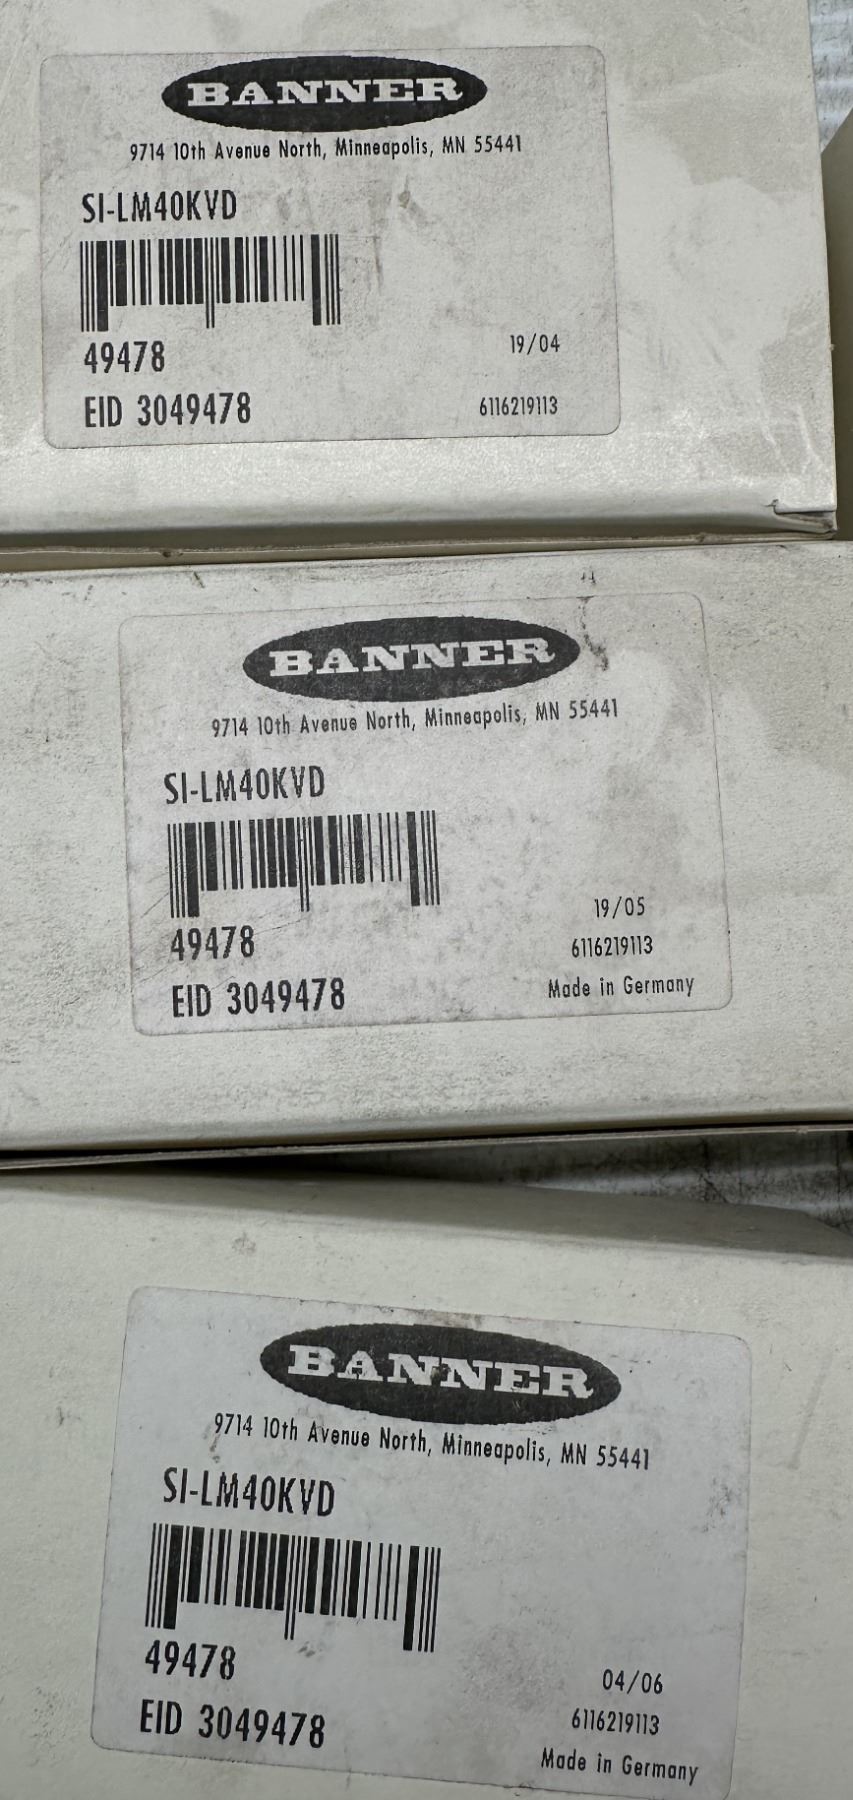 BANNER
9714 10th Avenue North, Minneapolis, MN 55441
SI-LM40KVD
49478
19/04
EID 3049478
6116219113
BANNER
9714 10th Avenue North, Minneapolis, MN 55441
SI-LM40KVD
19/05
49478
6116219113
EID 3049478
Made in Germany
BANNER
9714 10th Avenue North, Minneapolis, MN 55441
SI-LM40KVD
49478
04/06
EID 3049478
6116219113
Made in Germany